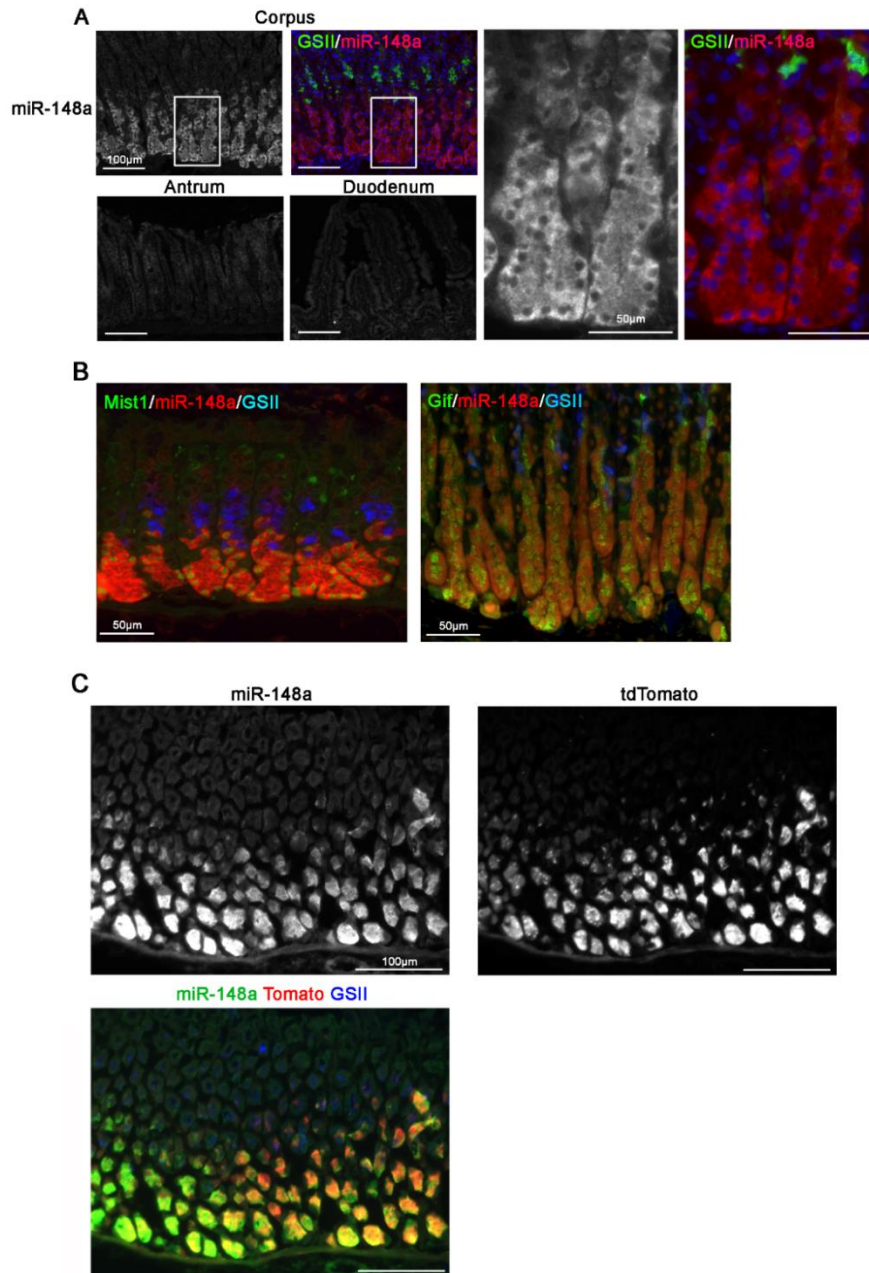 A
Corpus
miR-148a
GSII/miR-148a
GSII/miR-148a
100µm
50µm
Antrum
Duodenum
B
Mist1/miR-148a/GSII
Gif/miR-148a/GSII
50µm
50µm
C
miR-148a
tdTomato
100µm
miR-148a Tomato GSII